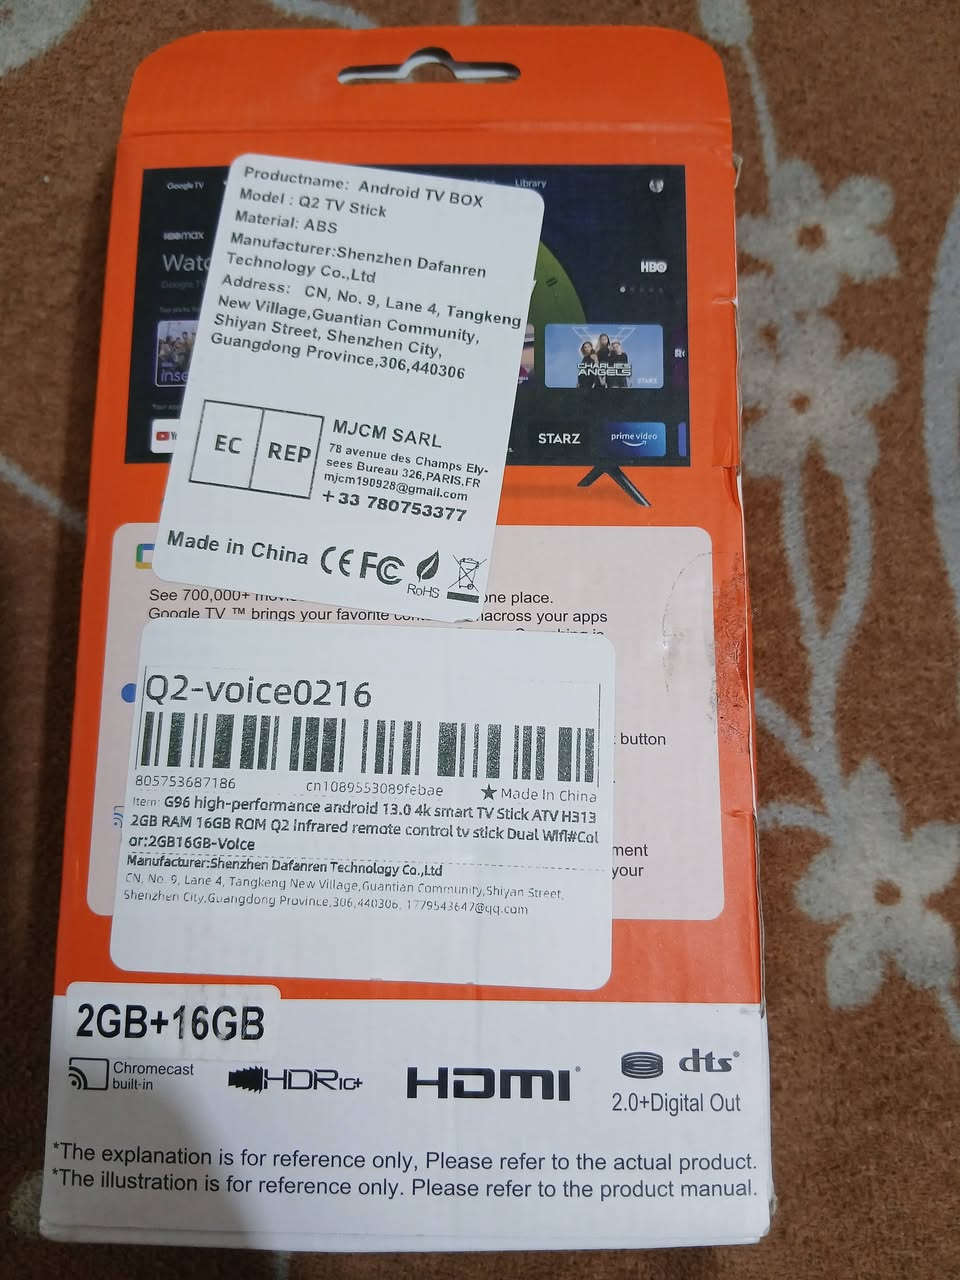 Google TV
Library
HBO max
Watc
HBO
Productname: Android TV BOX
Model : Q2 TV Stick
Material: ABS
Manufacturer:Shenzhen Dafanren
Technology Co.,Ltd
Address: CN, No. 9, Lane 4, Tangkeng
New Village,Guantian Community,
Shiyan Street, Shenzhen City,
Guangdong Province,306,440306
CHARLIE'S
ANGELS
STARZ
STARZ
prime video
EC REP
MJCM SARL
78 avenue des Champs Ely-
sees Bureau 326,PARIS,FR
mjcm190928@gmail.com
+33 780753377
Made in China CE FC
RoHS
See 700,000+ one place.
Google TV ™ brings your favorite across your apps
Q2-voice0216
button
805753687186 cn1089553089febae ★ Made In China
Item: G96 high-performance android 13.0 4k smart TV Stick ATV H313
2GB RAM 16GB ROM Q2 infrared remote control tv stick Dual Wifi#Col
or:2GB16GB-Voice
Manufacturer:Shenzhen Dafanren Technology Co.,Ltd
CN, No. 9, Lane 4, Tangkeng New Village,Guantian Community,Shiyan Street,
Shenzhen City,Guangdong Province,306,440306, 1779543647@qq.com
ment
your
2GB+16GB
Chromecast
built-in
HDR10+
HDMI
dts
2.0+Digital Out
*The explanation is for reference only, Please refer to the actual product.
*The illustration is for reference only. Please refer to the product manual.